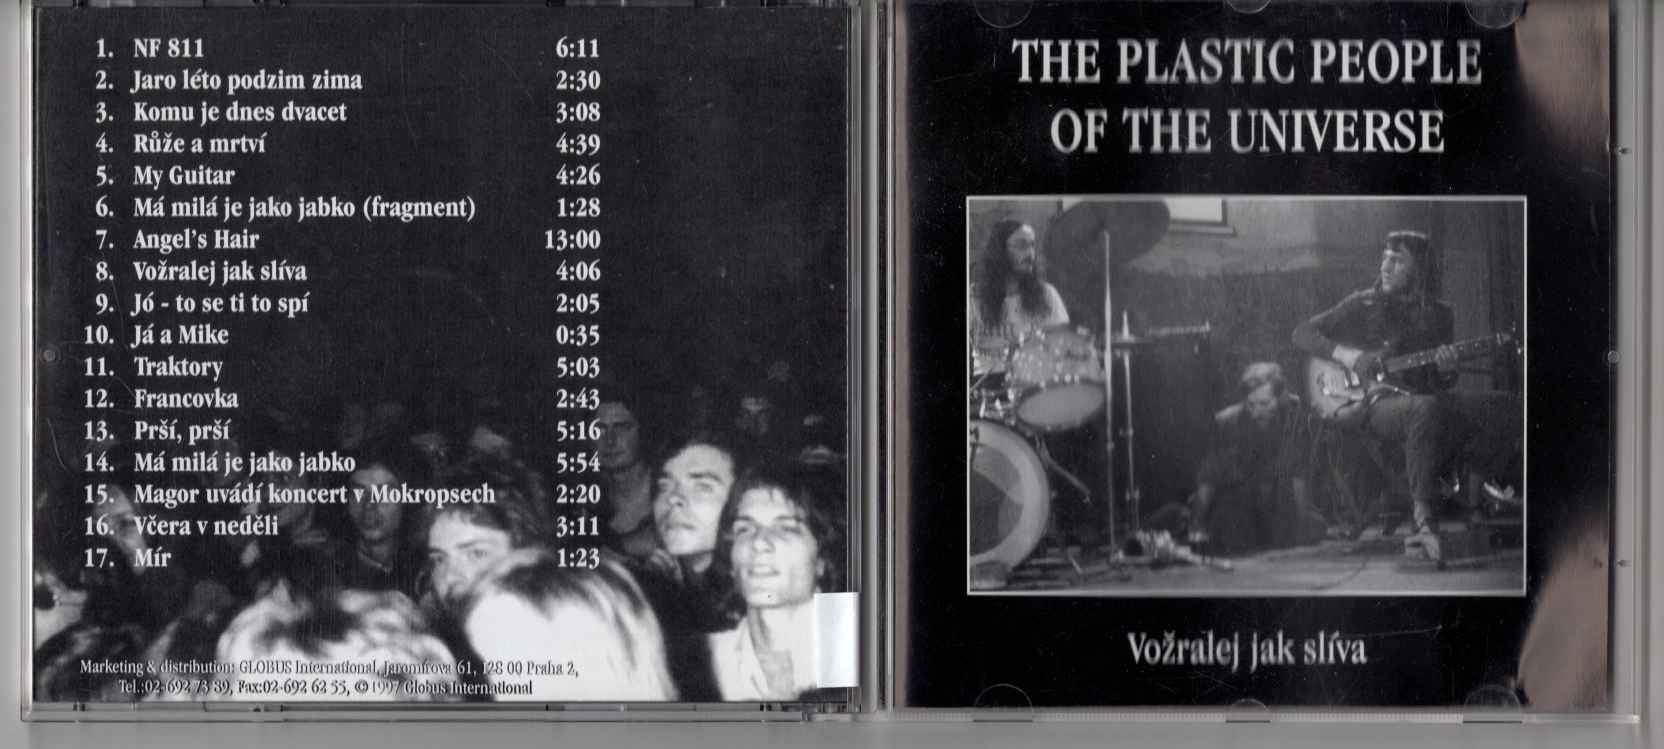 1. NF 811 6:11
2. Jaro léto podzim zima 2:30
3. Komu je dnes dvacet 3:08
4. Růže a mrtví 4:39
5. My Guitar 4:26
6. Má milá je jako jabko (fragment) 1:28
7. Angel's Hair 13:00
8. Vožralej jak slíva 4:06
9. Jó - to se ti to spí 2:05
10. Já a Mike 0:35
11. Traktory 5:03
12. Francovka 2:43
13. Prší, prší 5:16
14. Má milá je jako jabko 5:54
15. Magor uvádí koncert v Mokropsech 2:20
16. Včera v neděli 3:11
17. Mír 1:23
Marketing & distribution: GLOBUS International, Jaromírova 61, 128 00 Praha 2,
Tel.:02-692 73 89, Fax:02-692 62 55, © 1997 Globus International
THE PLASTIC PEOPLE
OF THE UNIVERSE
Vožralej jak slíva